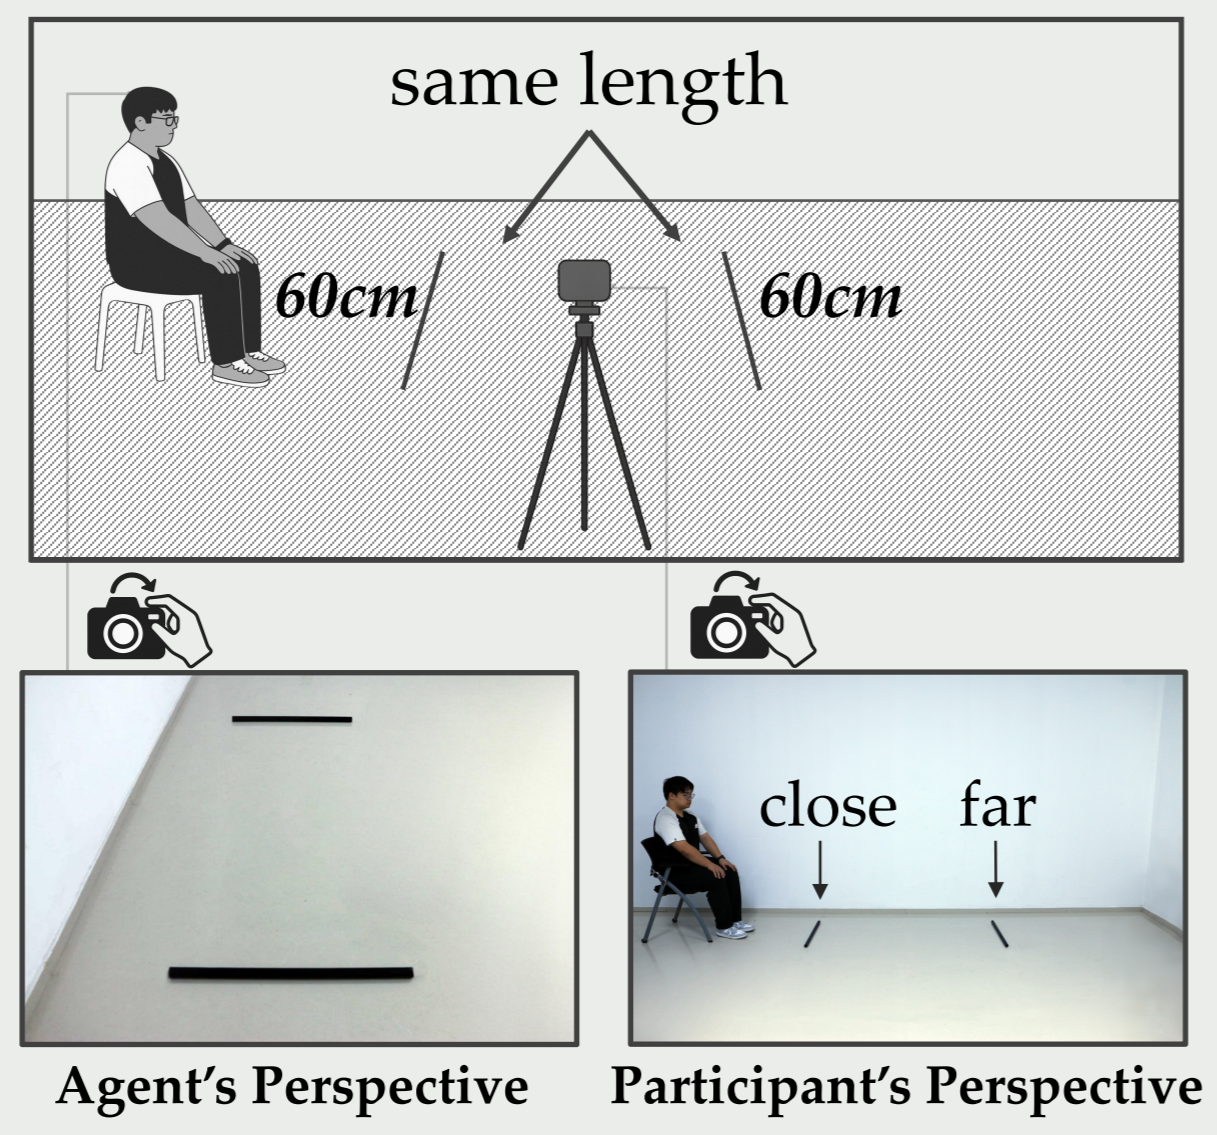 same length
60cm
60cm
close
far
Agent’s Perspective
Participant’s Perspective